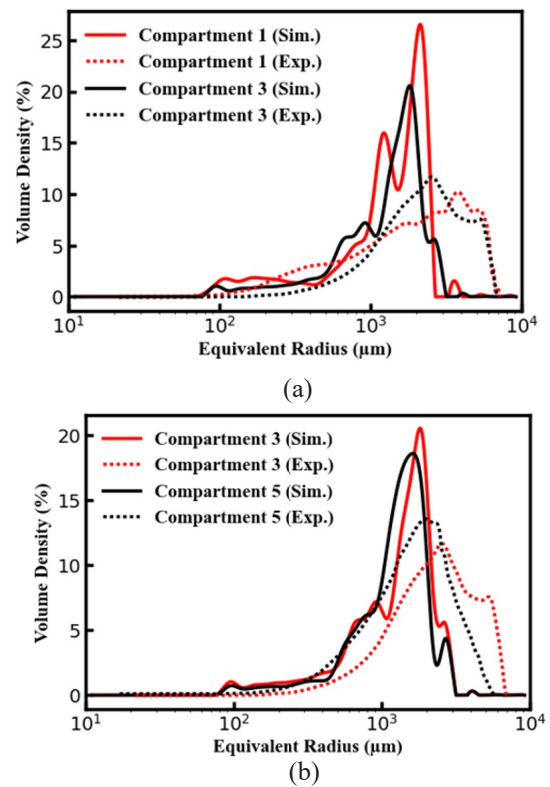 Compartment 1 (Sim.)
Compartment 1 (Exp.)
Compartment 3 (Sim.)
Compartment 3 (Exp.)
Volume Density (%)
25
20
15
10
5
0
10¹
10²
10³
10⁴
Equivalent Radius (µm)
(a)
Compartment 3 (Sim.)
Compartment 3 (Exp.)
Compartment 5 (Sim.)
Compartment 5 (Exp.)
Volume Density (%)
20
15
10
5
0
10¹
10²
10³
10⁴
Equivalent Radius (µm)
(b)